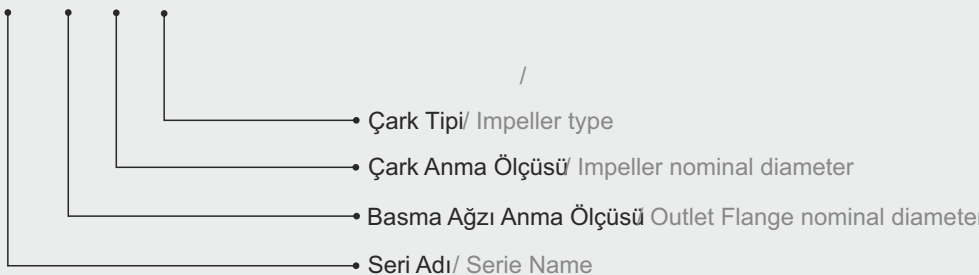 /
Çark Tipi/ Impeller type
Çark Anma Ölçüsü/ Impeller nominal diameter
Basma Ağzı Anma Ölçüsü/ Outlet Flange nominal diameter
Seri Adı/ Serie Name